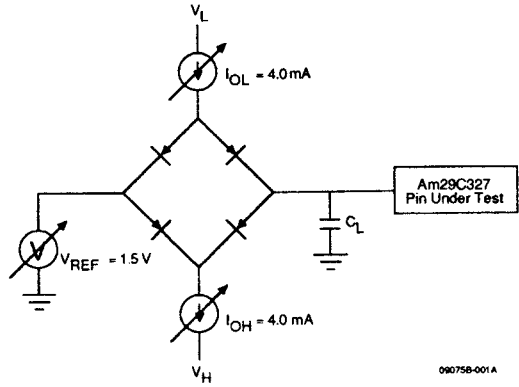 V_L
I_OL = 4.0 mA
Am29C327
Pin Under Test
C_L
V
V_REF = 1.5 V
I_OH = 4.0 mA
V_H
09075B-001A